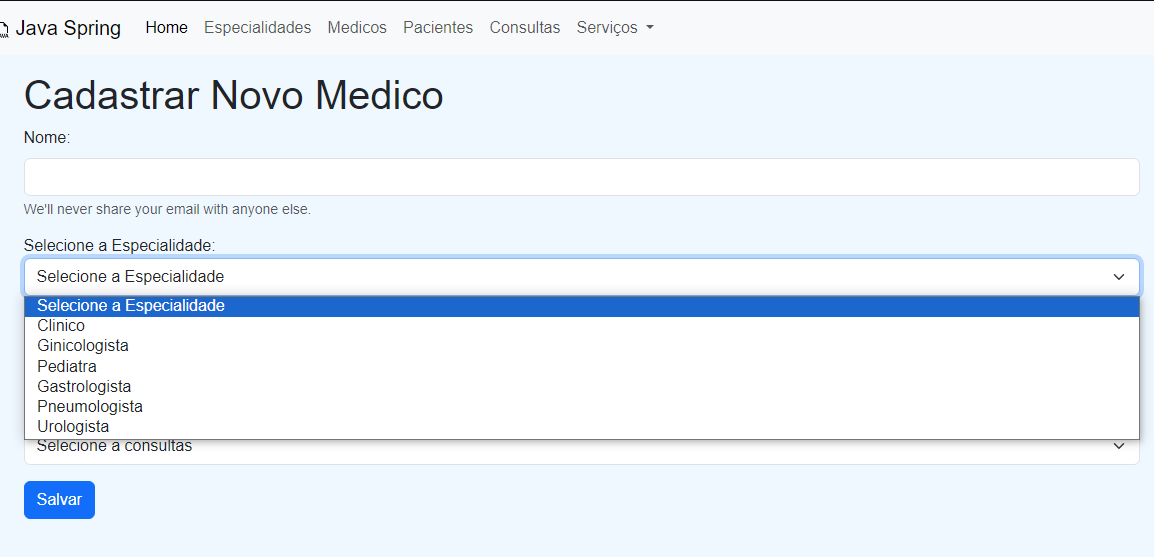 Java Spring Home Especialidades Medicos Pacientes Consultas Serviços
Cadastrar Novo Medico
Nome:
We'll never share your email with anyone else.
Selecione a Especialidade:
Selecione a Especialidade
Selecione a Especialidade
Clinico
Ginicologista
Pediatra
Gastrologista
Pneumologista
Urologista
Selecione a consultas
Salvar